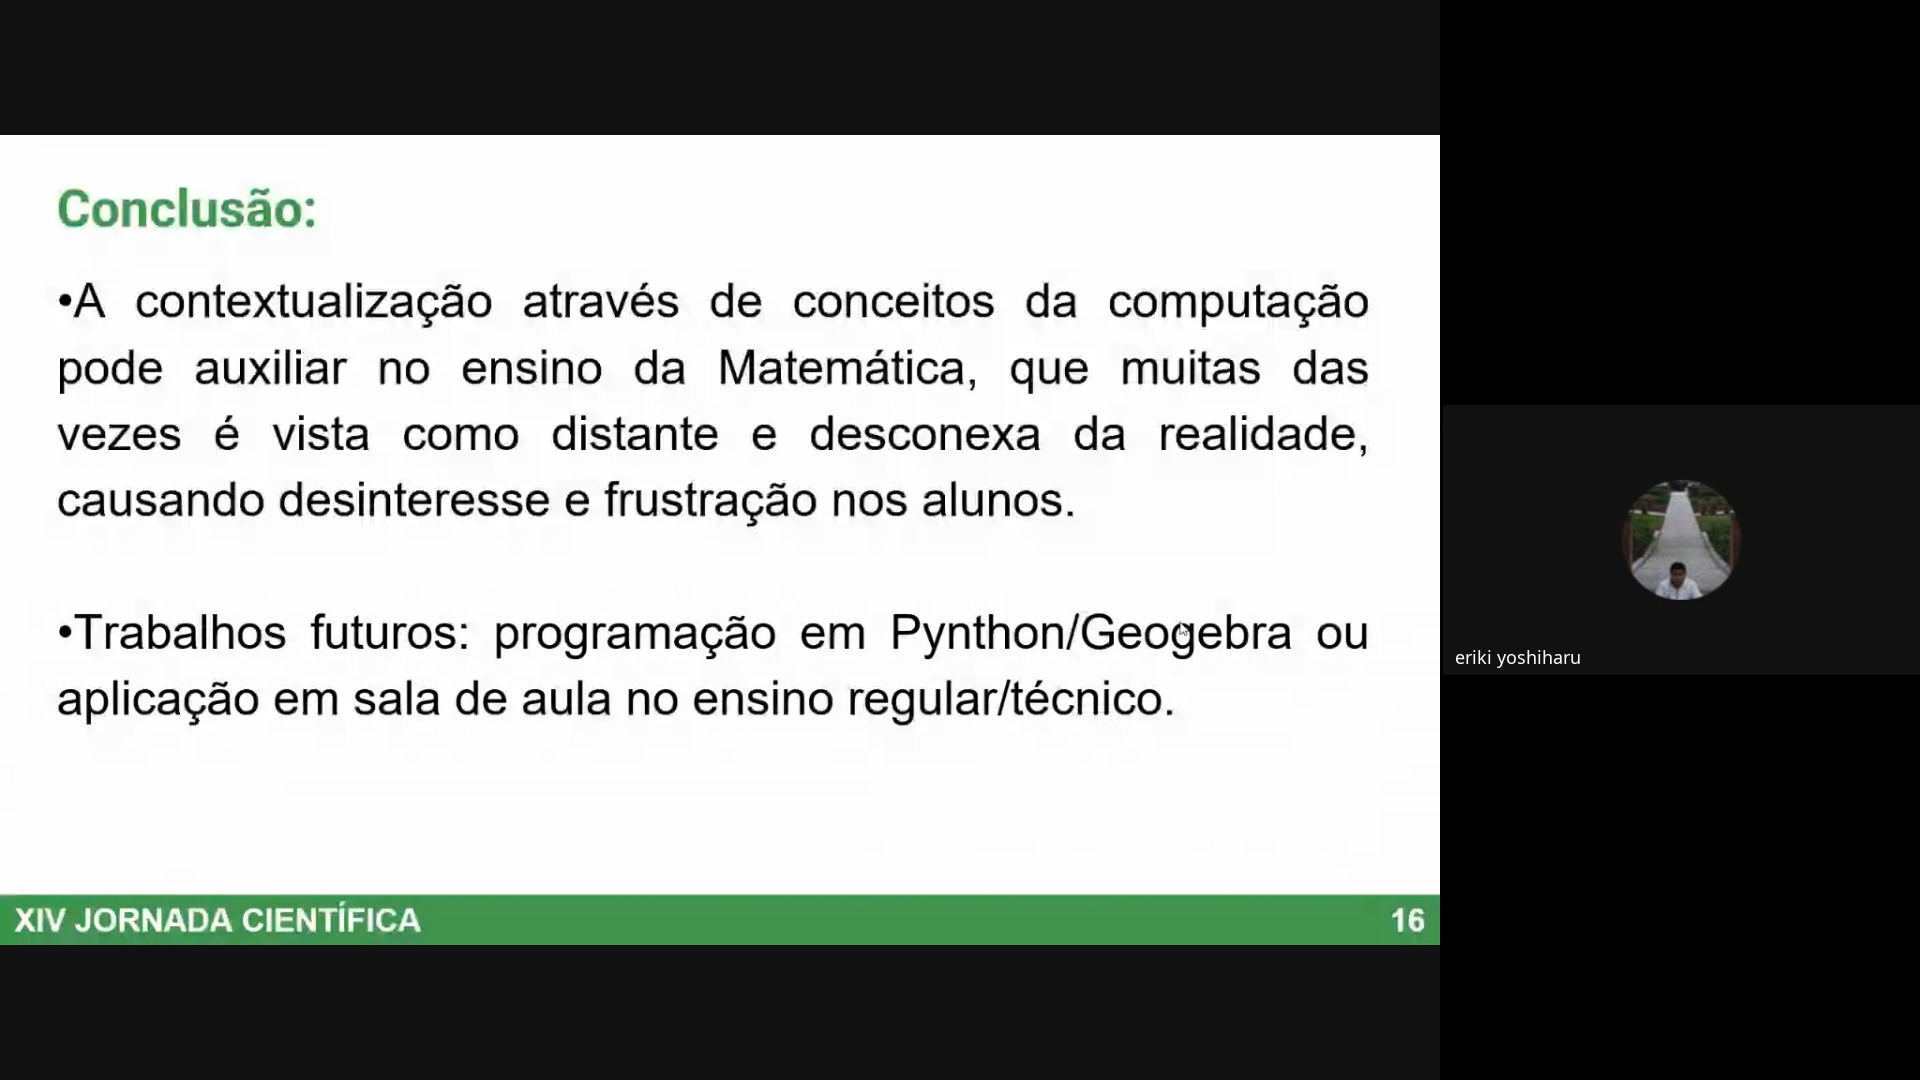 Conclusão:
•A contextualização através de conceitos da computação
pode auxiliar no ensino da Matemática, que muitas das
vezes é vista como distante e desconexa da realidade,
causando desinteresse e frustração nos alunos.
•Trabalhos futuros: programação em Pynthon/Geogebra ou
aplicação em sala de aula no ensino regular/técnico.
XIV JORNADA CIENTÍFICA
16
eriki yoshiharu